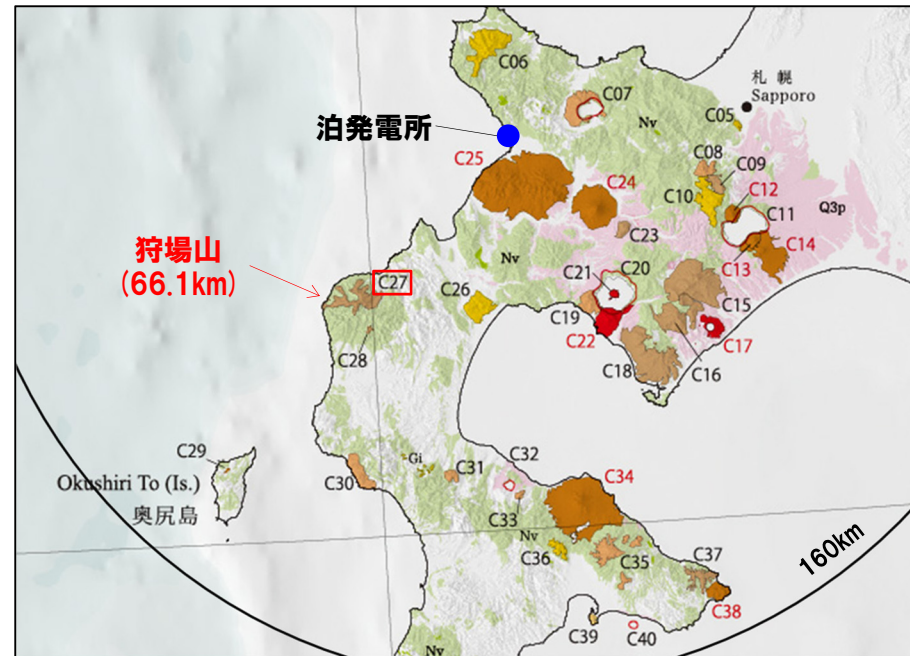 C06
C07
札 幌
Sapporo
泊発電所
Nv
C05
C25
C08
C09
C24
C10
C12
C11
Q3p
C23
C14
C13
狩場山
(66.1km)
Nv
C21
C20
C27
C26
C15
C19
C22
C17
C28
C18
C16
C29
Gi
C32
C31
C34
Okushiri To (Is.)
C30
奥尻島
C33
Nv
C36
C35
C37
160km
C38
C39
C40
Nv